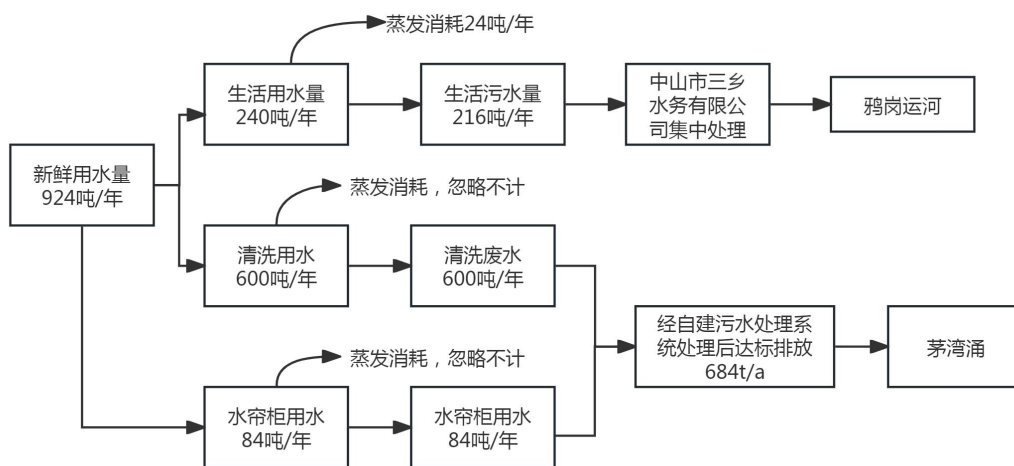 蒸发消耗24吨/年
生活用水量
240吨/年
生活污水量
216吨/年
中山市三乡
水务有限公
司集中处理
鸦岗运河
新鲜用水量
924吨/年
蒸发消耗，忽略不计
清洗用水
600吨/年
清洗废水
600吨/年
经自建污水处理系
统处理后达标排放
684t/a
茅湾涌
蒸发消耗，忽略不计
水帘柜用水
84吨/年
水帘柜用水
84吨/年